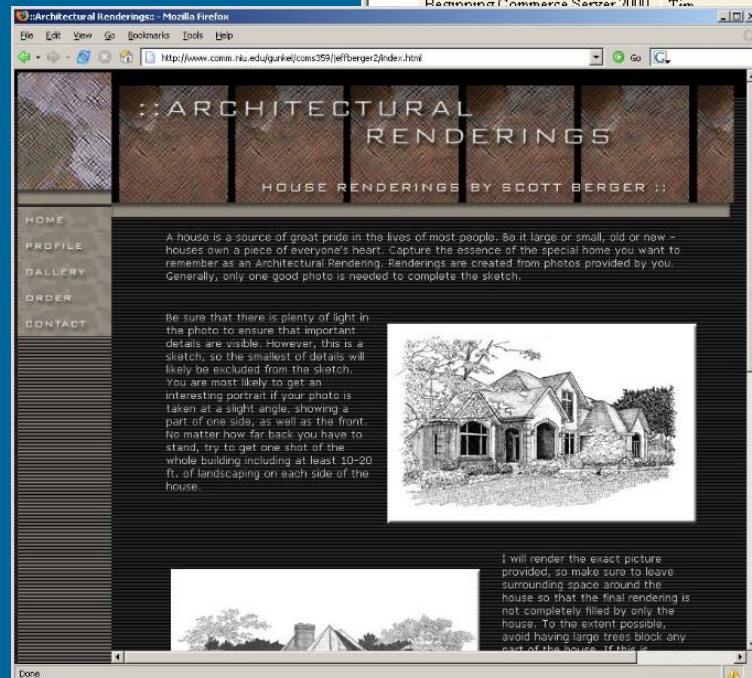 Beginning Commerce Server 2000 Tim
::Architectural Renderings:: - Mozilla Firefox
File Edit View Go Bookmarks Tools Help
http://www.comm.niu.edu/gunkel/coms359/jeffberger2/index.html
Go
::ARCHITECTURAL
RENDERINGS
HOUSE RENDERINGS BY SCOTT BERGER ::
HOME
PROFILE
GALLERY
ORDER
CONTACT
A house is a source of great pride in the lives of most people. Be it large or small, old or new –
houses own a piece of everyone's heart. Capture the essence of the special home you want to
remember as an Architectural Rendering. Renderings are created from photos provided by you.
Generally, only one good photo is needed to complete the sketch.
Be sure that there is plenty of light in
the photo to ensure that important
details are visible. However, this is a
sketch, so the smallest of details will
likely be excluded from the sketch.
You are most likely to get an
interesting portrait if your photo is
taken at a slight angle, showing a
part of one side, as well as the front.
No matter how far back you have to
stand, try to get one shot of the
whole building including at least 10–20
ft. of landscaping on each side of the
house.
I will render the exact picture
provided, so make sure to leave
surrounding space around the
house so that the final rendering is
not completely filled by only the
house. To the extent possible,
avoid having large trees block any
part of the house. If this is
Done